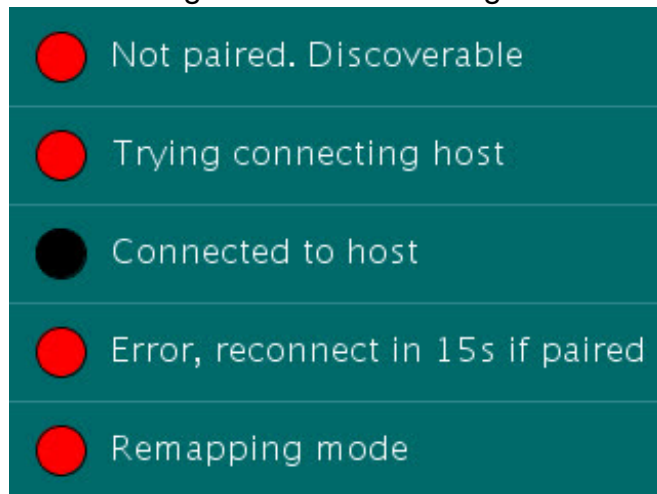 Not paired. Discoverable
Trying connecting host
Connected to host
Error, reconnect in 15s if paired
Remapping mode